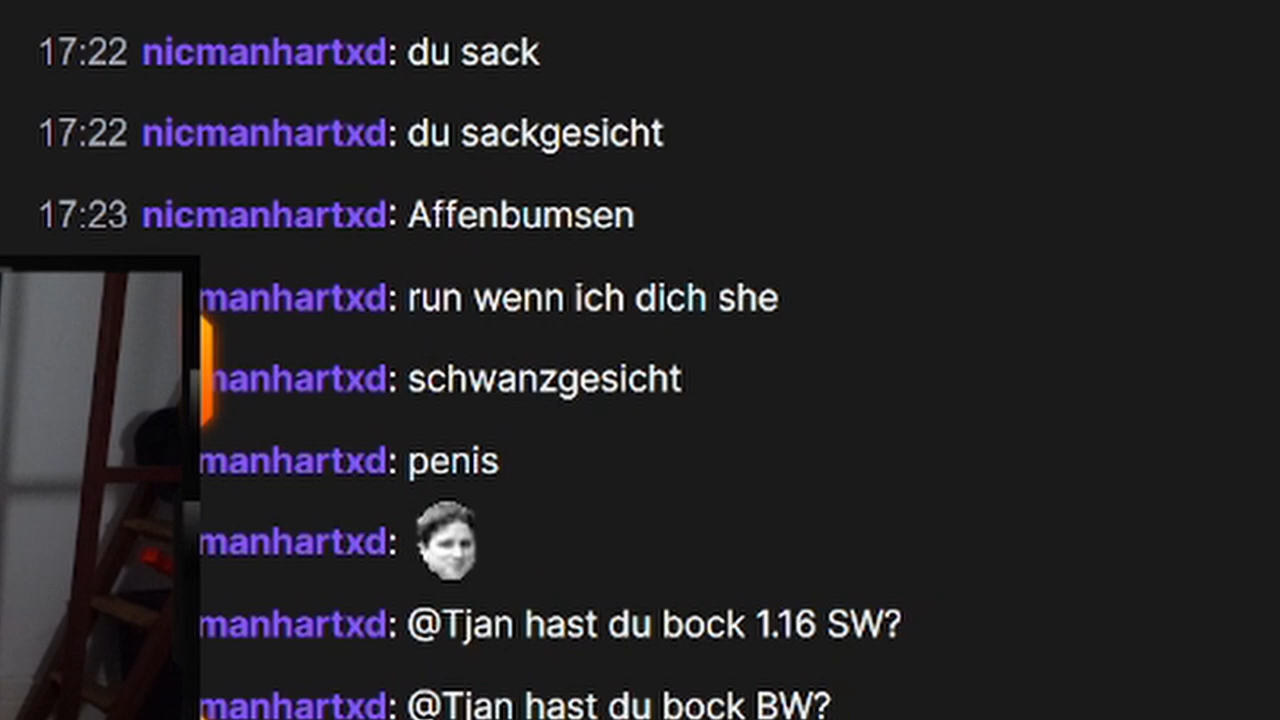 17:22 nicmanhartxd: du sack
17:22 nicmanhartxd: du sackgesicht
17:23 nicmanhartxd: Affenbumsen
manhartxd: run wenn ich dich she
manhartxd: schwanzgesicht
manhartxd: penis
manhartxd:
manhartxd: @Tjan hast du bock 1.16 SW?
manhartxd: @Tjan hast du bock BW?